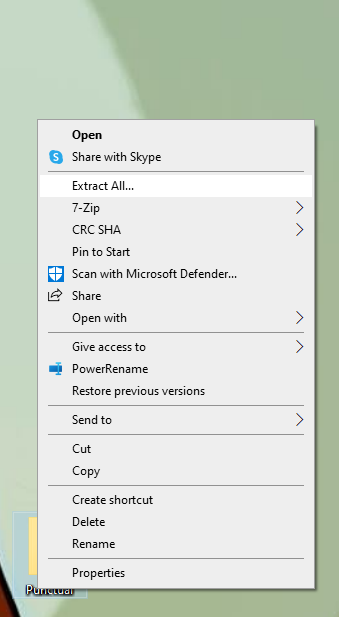 Open
Share with Skype
Extract All...
7-Zip
CRC SHA
Pin to Start
Scan with Microsoft Defender...
Share
Open with
Give access to
PowerRename
Restore previous versions
Send to
Cut
Copy
Create shortcut
Delete
Rename
Properties
Punctual